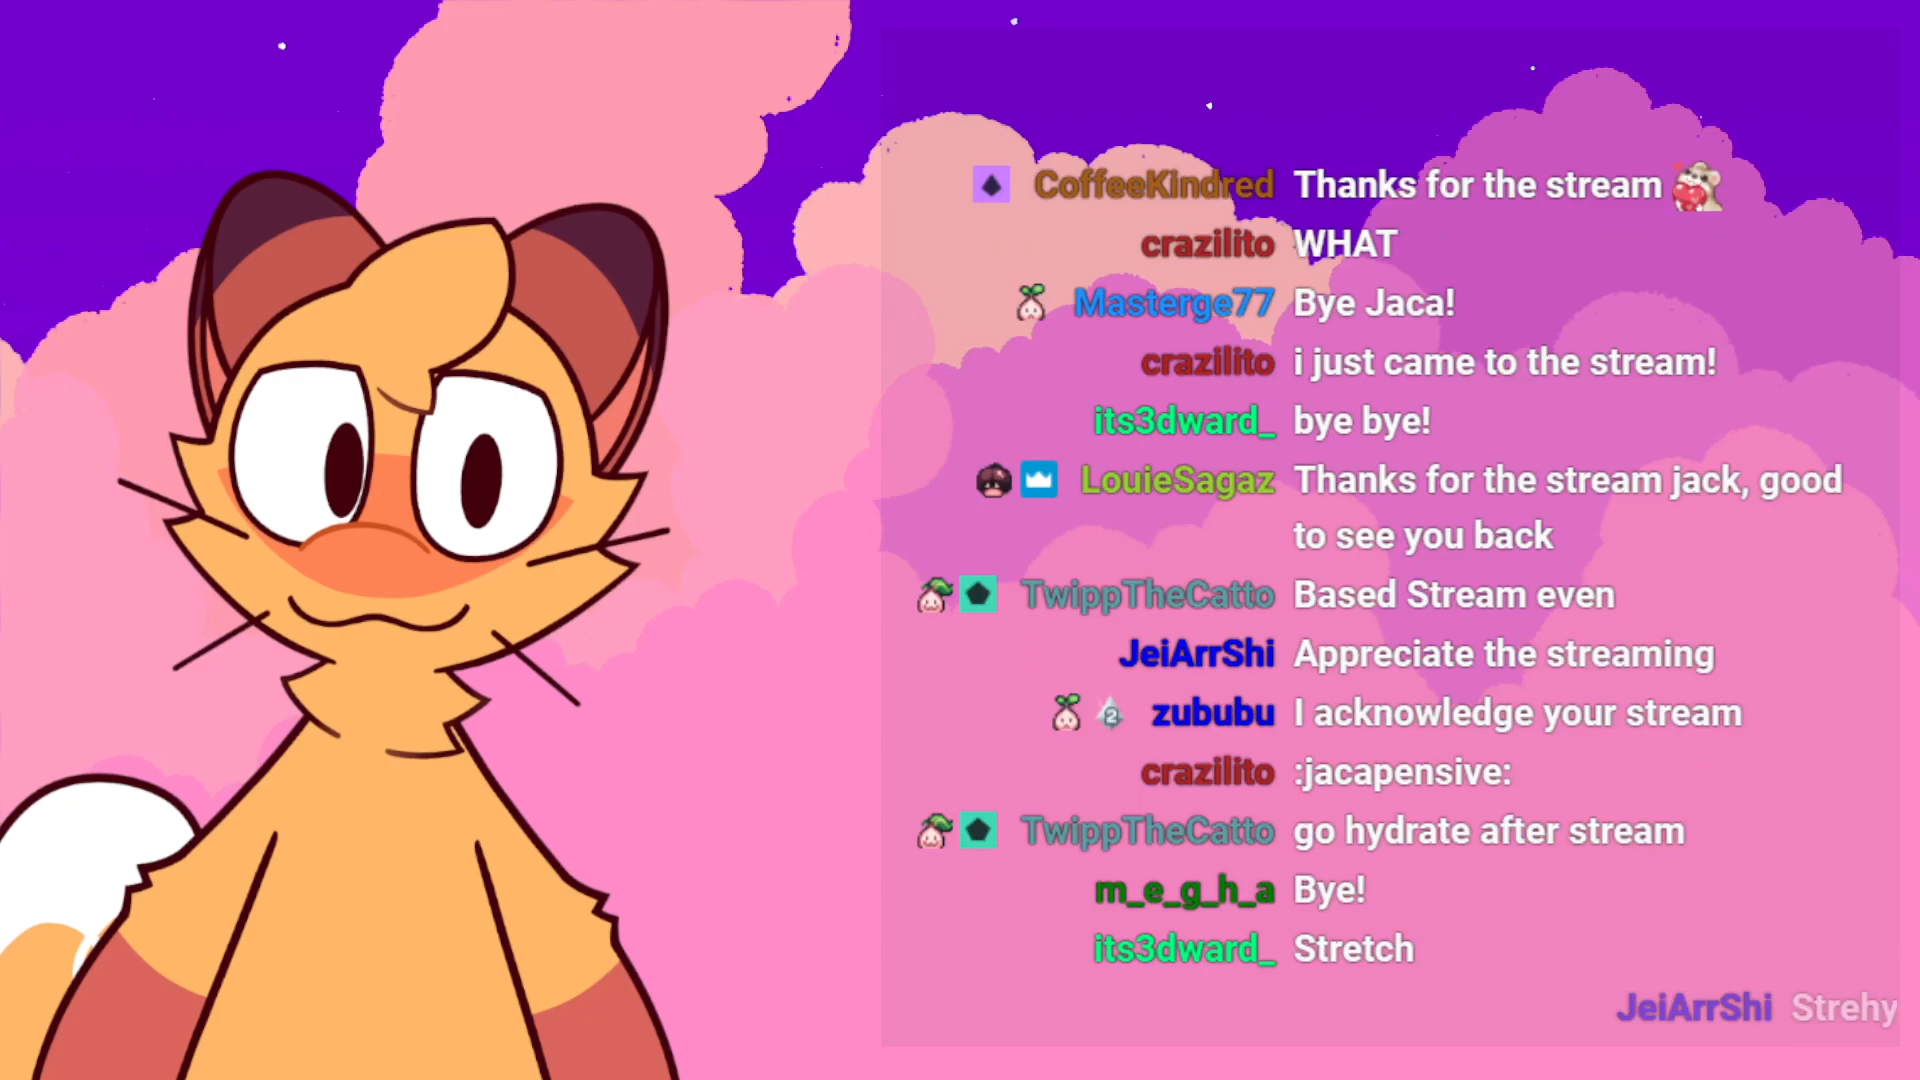 CoffeeKindred Thanks for the stream
crazilito WHAT
Masterge77 Bye Jaca!
crazilito i just came to the stream!
its3dward_ bye bye!
LouieSagaz Thanks for the stream jack, good
to see you back
TwippTheCatto Based Stream even
JeiArrShi Appreciate the streaming
2 zububu I acknowledge your stream
crazilito :jacapensive:
TwippTheCatto go hydrate after stream
m_e_g_h_a Bye!
its3dward_ Stretch
JeiArrShi Strehy